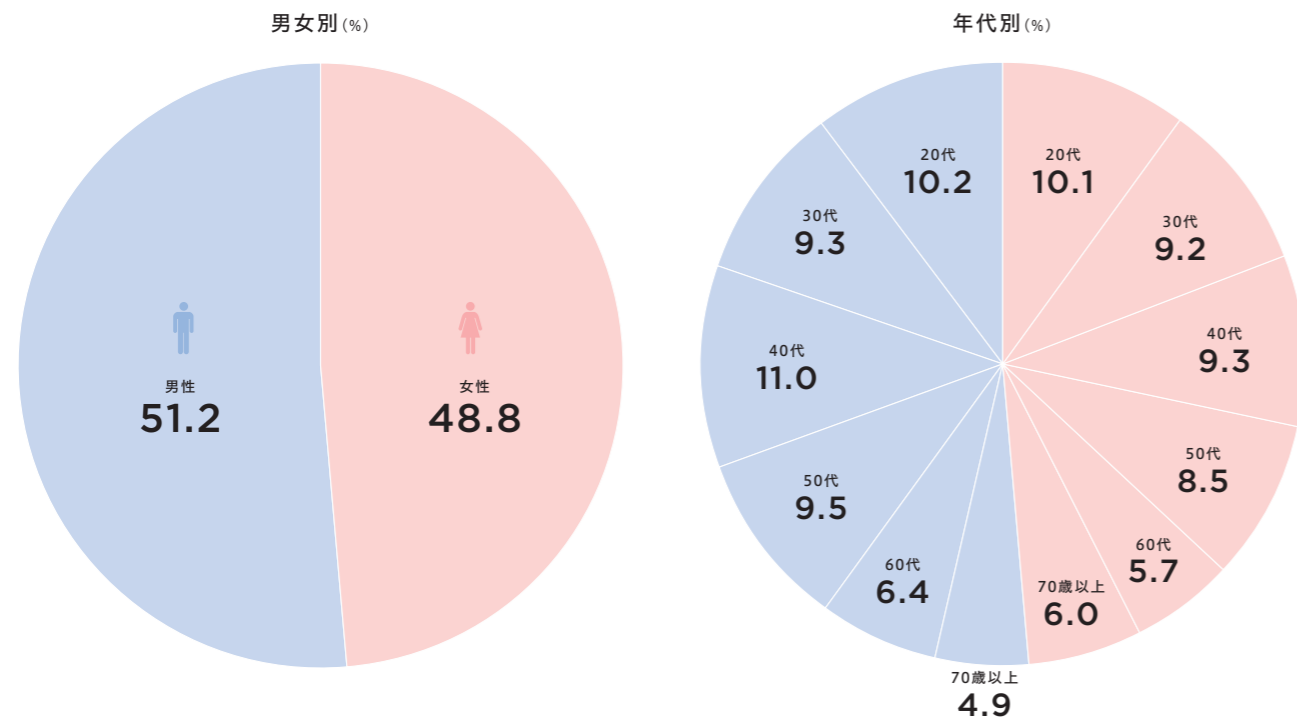 男女別(%)
男性
51.2
女性
48.8
年代別(%)
20代
10.2
20代
10.1
30代
9.3
30代
9.2
40代
11.0
40代
9.3
50代
9.5
50代
8.5
60代
6.4
60代
5.7
70歳以上
6.0
70歳以上
4.9